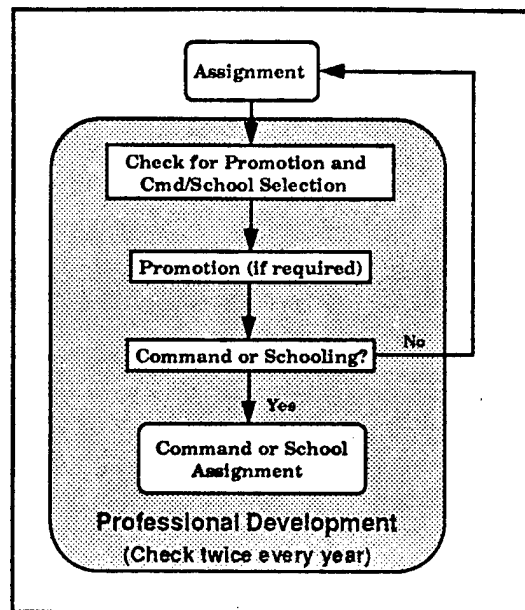 Assignment
Check for Promotion and
Cmd/School Selection
Promotion (if required)
Command or Schooling?
No
Yes
Command or School
Assignment
Professional Development
(Check twice every year)